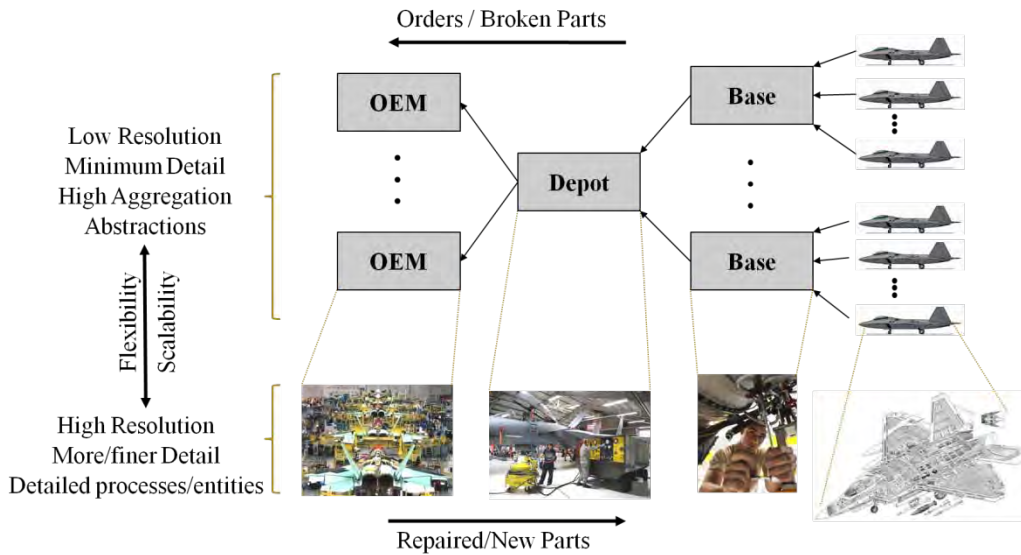 Orders / Broken Parts
OEM
Base
Low Resolution
Minimum Detail
High Aggregation
Abstractions
Depot
OEM
Base
Flexibility
Scalability
High Resolution
More/finer Detail
Detailed processes/entities
Repaired/New Parts